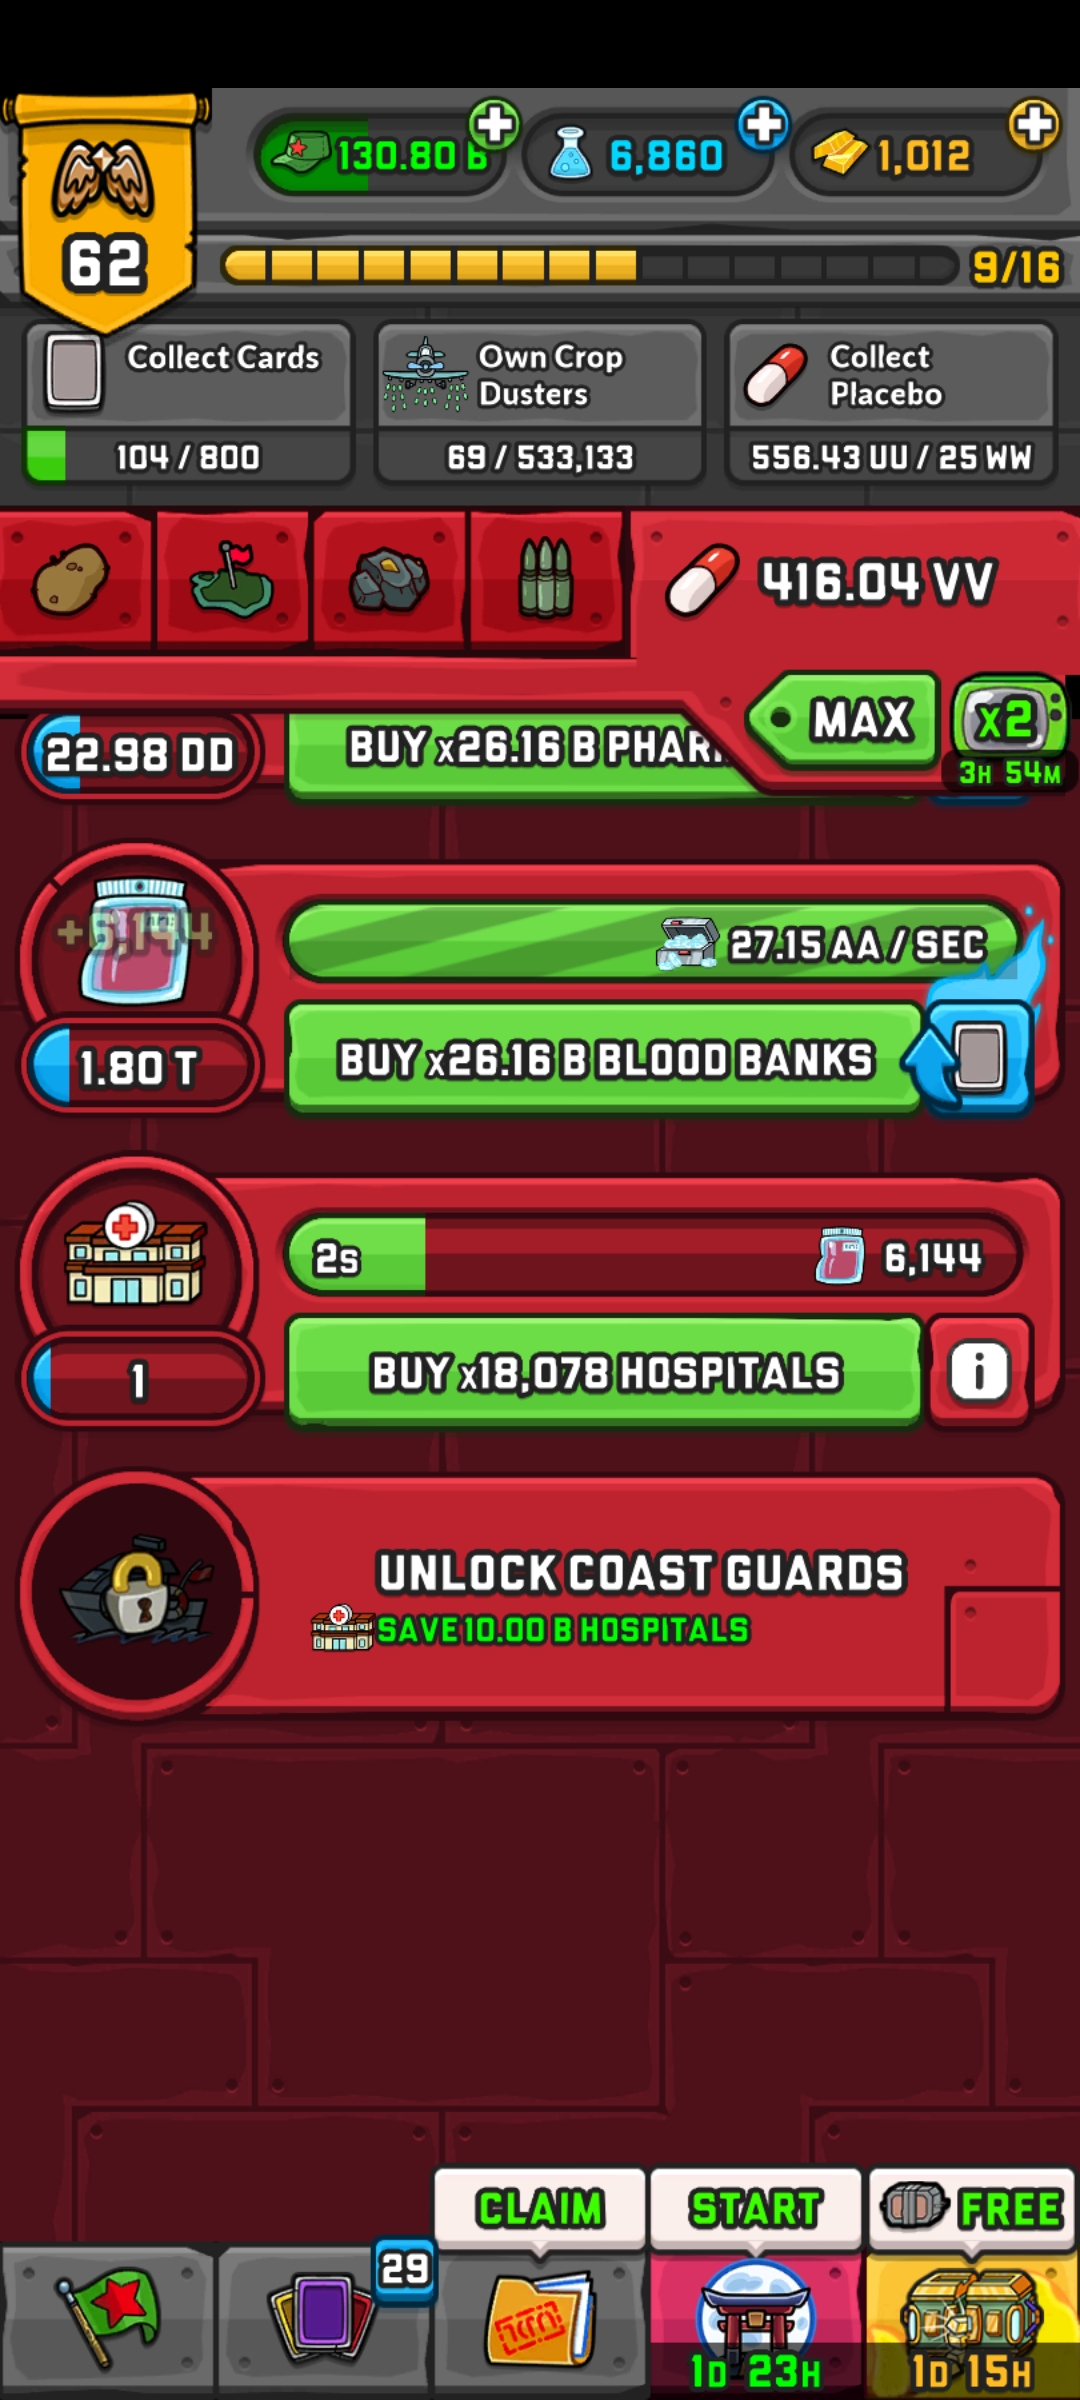 130.80 B
6,860
1,012
62
9/16
Collect Cards
104 / 800
Own Crop
Dusters
69 / 533,133
Collect
Placebo
556.43 UU / 25 WW
416.04 VV
MAX
x2
3H 54M
22.98 DD
BUY x26.16 B
+6,144
27.15 AA / SEC
1.80 T
BUY x26.16 B BLOOD BANKS
2s
6,144
1
BUY x18,078 HOSPITALS
i
UNLOCK COAST GUARDS
SAVE 10.00 B HOSPITALS
CLAIM
START
FREE
29
1D 23H
1D 15H